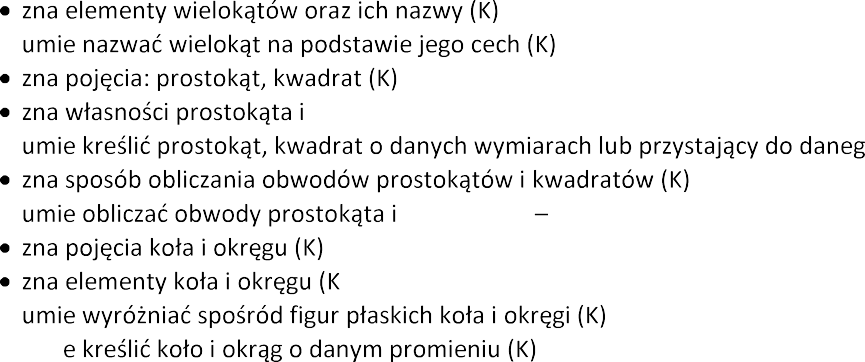 • zna elementy wielokątów oraz ich nazwy (K)
umie nazwać wielokąt na podstawie jego cech (K)
• zna pojęcia: prostokąt, kwadrat (K)
• zna własności prostokąta i
umie kreślić prostokąt, kwadrat o danych wymiarach lub przystający do daneg
• zna sposób obliczania obwodów prostokątów i kwadratów (K)
umie obliczać obwody prostokąta i –
• zna pojęcia koła i okręgu (K)
• zna elementy koła i okręgu (K
umie wyróżniać spośród figur płaskich koła i okręgi (K)
e kreślić koło i okrąg o danym promieniu (K)